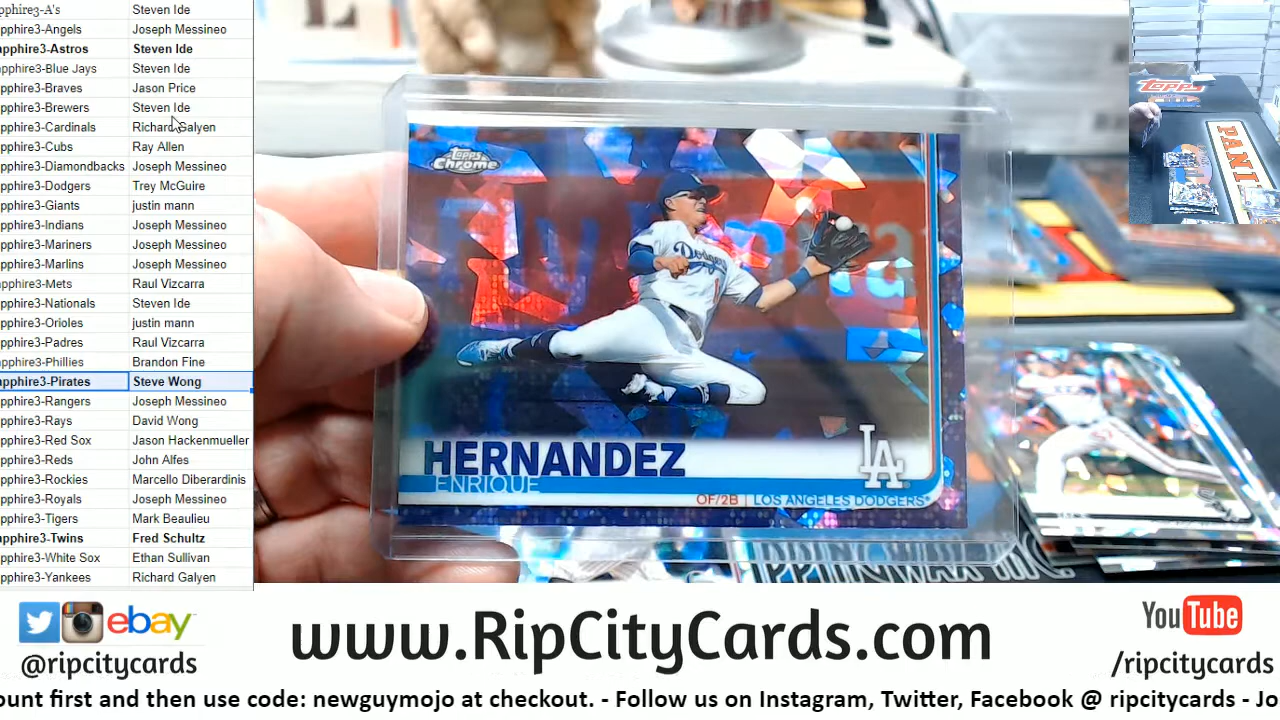 pphire3-A's Steven Ide
pphire3-Angels Joseph Messineo
apphire3-Astros Steven Ide
pphire3-Blue Jays Steven Ide
pphire3-Braves Jason Price
pphire3-Brewers Steven Ide
pphire3-Cardinals Richard Galyen
pphire3-Cubs Ray Allen
pphire3-Diamondbacks Joseph Messineo
pphire3-Dodgers Trey McGuire
pphire3-Giants justin mann
pphire3-Indians Joseph Messineo
pphire3-Mariners Joseph Messineo
pphire3-Marlins Joseph Messineo
pphire3-Mets Raul Vizcarra
pphire3-Nationals Steven Ide
pphire3-Orioles justin mann
pphire3-Padres Raul Vizcarra
pphire3-Phillies Brandon Fine
apphire3-Pirates Steve Wong
pphire3-Rangers Joseph Messineo
pphire3-Rays David Wong
pphire3-Red Sox Jason Hackenmueller
pphire3-Reds John Alfes
pphire3-Rockies Marcello Diberardinis
pphire3-Royals Joseph Messineo
pphire3-Tigers Mark Beaulieu
apphire3-Twins Fred Schultz
pphire3-White Sox Ethan Sullivan
pphire3-Yankees Richard Galyen
Topps
PANINI
Topps Chrome
Fly
Dodgers
HERNANDEZ
ENRIQUE
LA
OF/2B | LOS ANGELES DODGERS®
ebay
@ripcitycards
www.RipCityCards.com
YouTube
/ripcitycards
ount first and then use code: newguymojo at checkout. - Follow us on Instagram, Twitter, Facebook @ ripcitycards - Jo